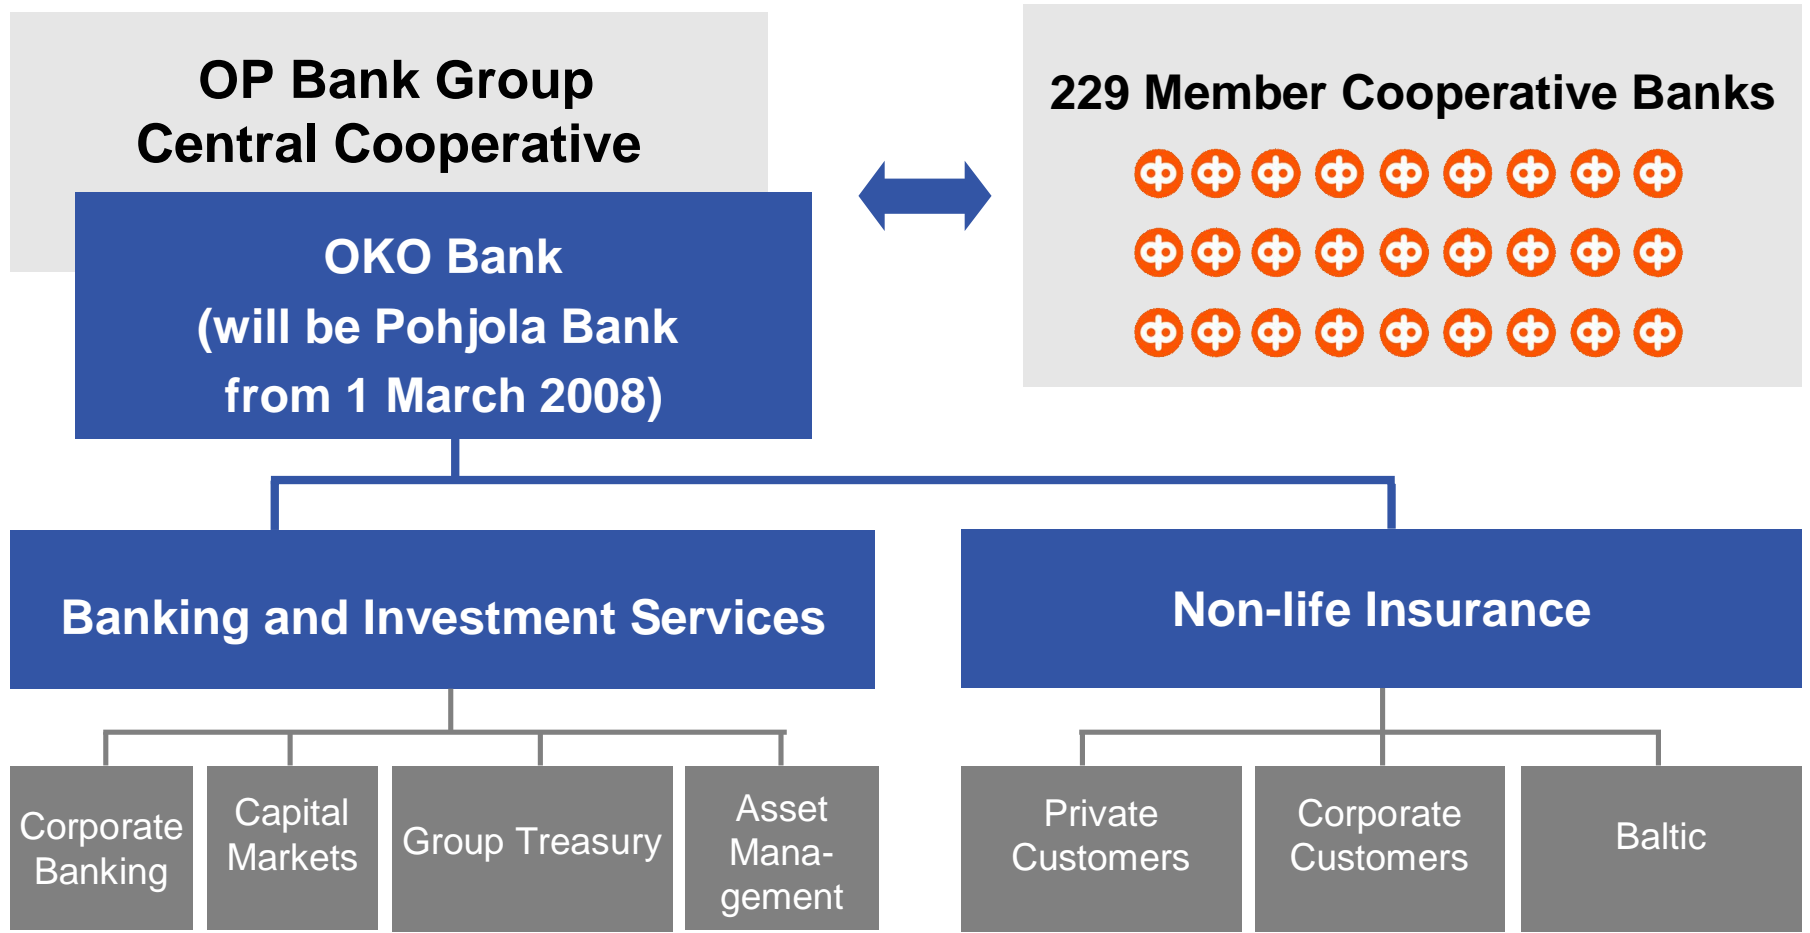 OP Bank Group
Central Cooperative
229 Member Cooperative Banks
OKO Bank
(will be Pohjola Bank
from 1 March 2008)
Banking and Investment Services
Non-life Insurance
Corporate
Banking
Capital
Markets
Group Treasury
Asset
Mana-
gement
Private
Customers
Corporate
Customers
Baltic